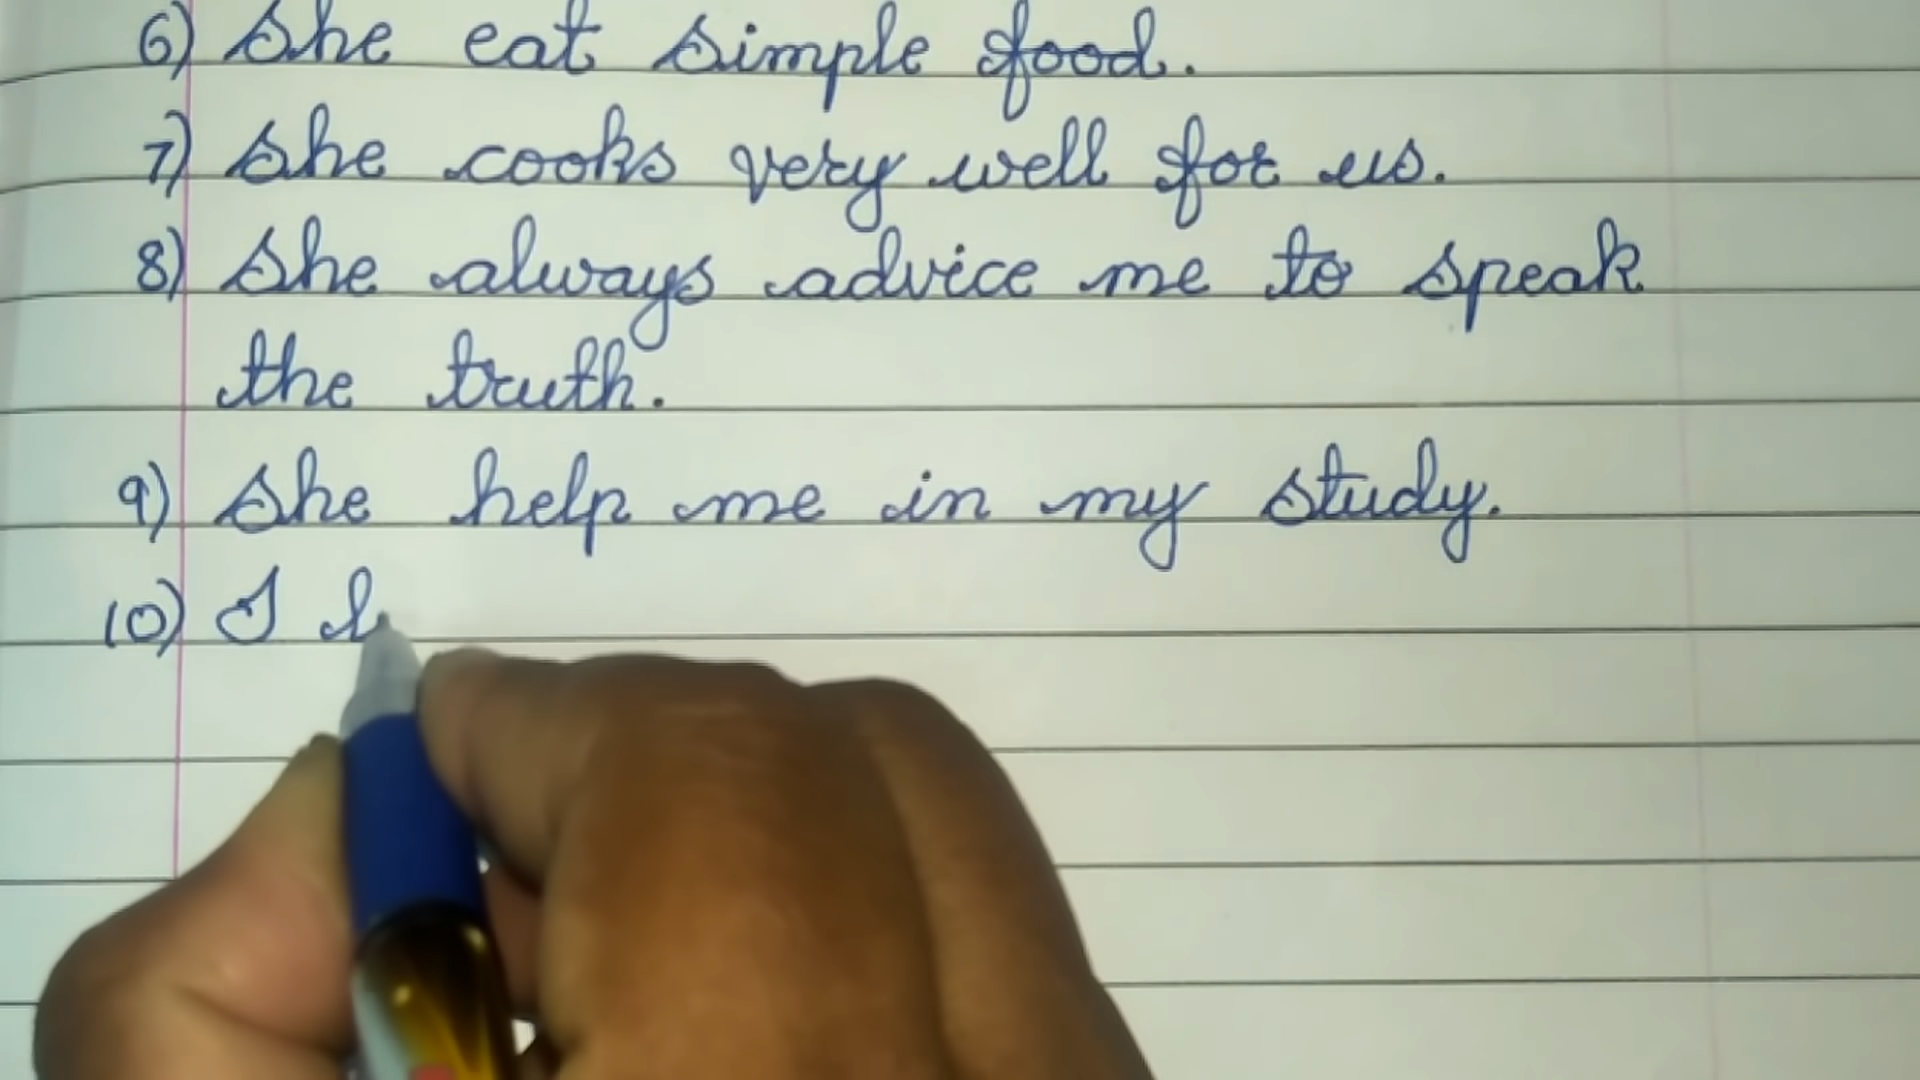 6) She eat simple food.
7) She cooks very well for us.
8) She always advice me to speak
the truth.
9) She help me in my study.
10) I l